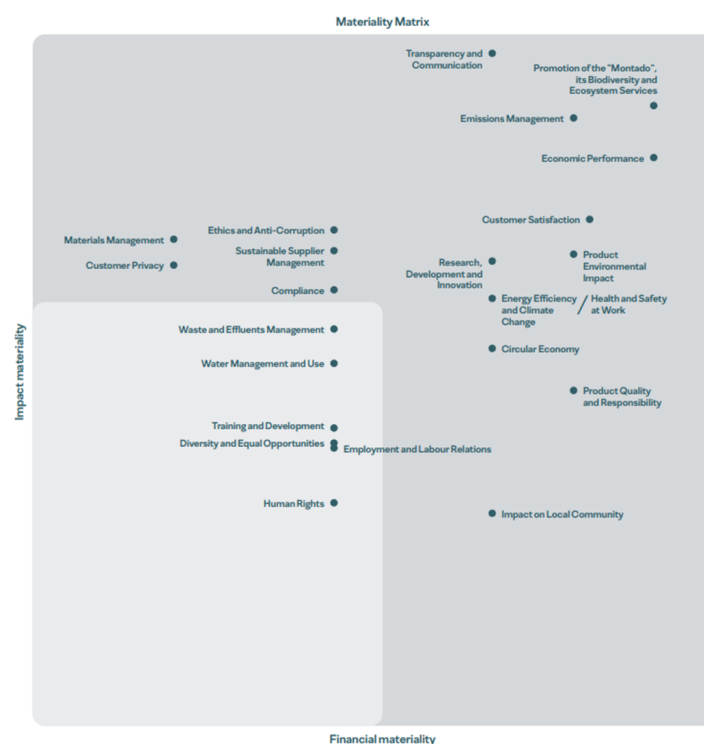 Materiality Matrix
Transparency and
Communication
Promotion of the "Montado",
its Biodiversity and
Ecosystem Services
Emissions Management
Economic Performance
Customer Satisfaction
Ethics and Anti-Corruption
Materials Management
Sustainable Supplier
Management
Product
Environmental
Impact
Customer Privacy
Research,
Development and
Innovation
Compliance
Energy Efficiency
and Climate
Change
/
Health and Safety
at Work
Waste and Effluents Management
Circular Economy
Water Management and Use
Product Quality
and Responsibility
Training and Development
Diversity and Equal Opportunities
Employment and Labour Relations
Human Rights
Impact on Local Community
Impact materiality
Financial materiality